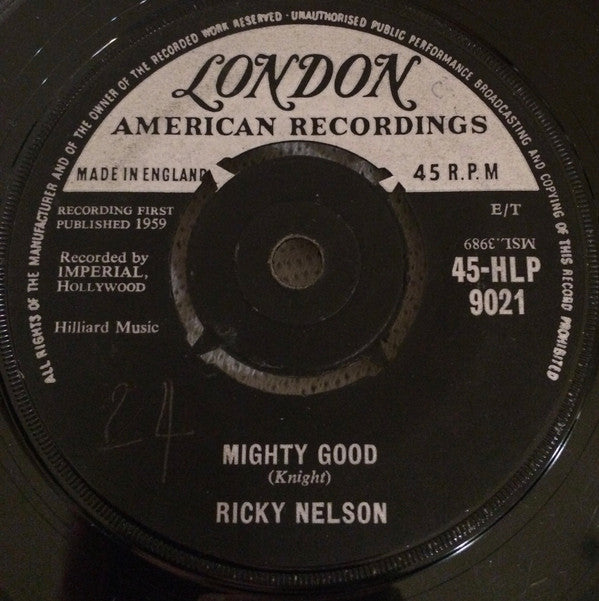 ALL RIGHTS OF THE MANUFACTURER AND OF THE OWNER OF THE RECORDED WORK RESERVED · UNAUTHORISED PUBLIC PERFORMANCE BROADCASTING AND COPYING OF THIS RECORD PROHIBITED
LONDON
AMERICAN RECORDINGS
C
MADE IN ENGLAND
45 R.P.M
RECORDING FIRST
PUBLISHED 1959
E/T
MSL.3989
Recorded by
IMPERIAL,
HOLLYWOOD
45-HLP
9021
Hilliard Music
24
MIGHTY GOOD
(Knight)
RICKY NELSON